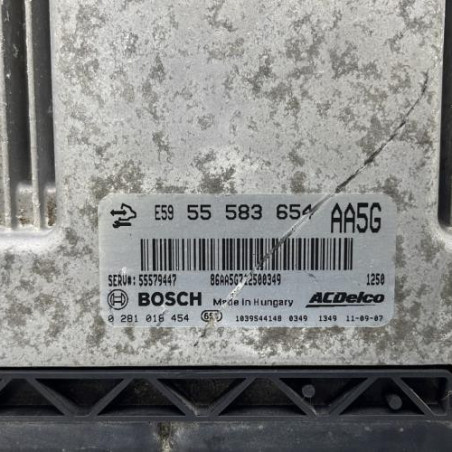 E59 55 583 654 AA5G
SERV#: 55579447 86AA5G312500349 1250
BOSCH Made in Hungary ACDelco
0 281 018 454 1039S44148 0349 1349 11-09-07